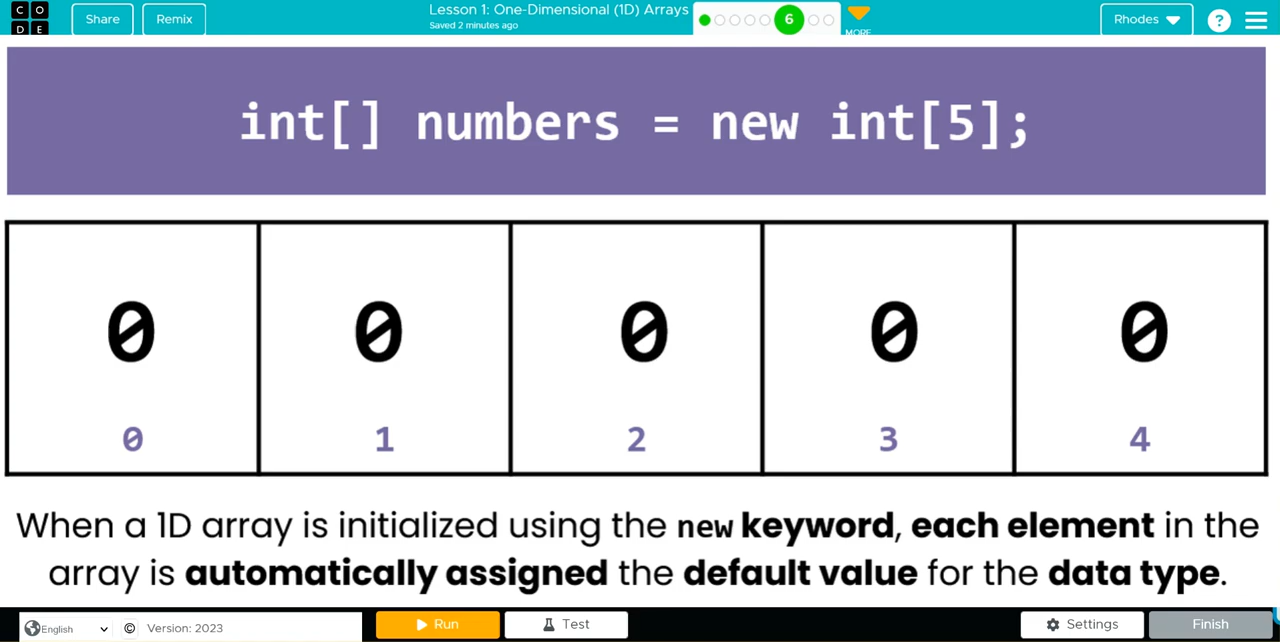 C O D E
Share
Remix
Lesson 1: One-Dimensional (1D) Arrays
Saved 2 minutes ago
6
MORE
Rhodes
?
int[] numbers = new int[5];
0 0 0 0 0
0 1 2 3 4
When a 1D array is initialized using the new keyword, each element in the
array is automatically assigned the default value for the data type.
English
© Version: 2023
Run
Test
Settings
Finish